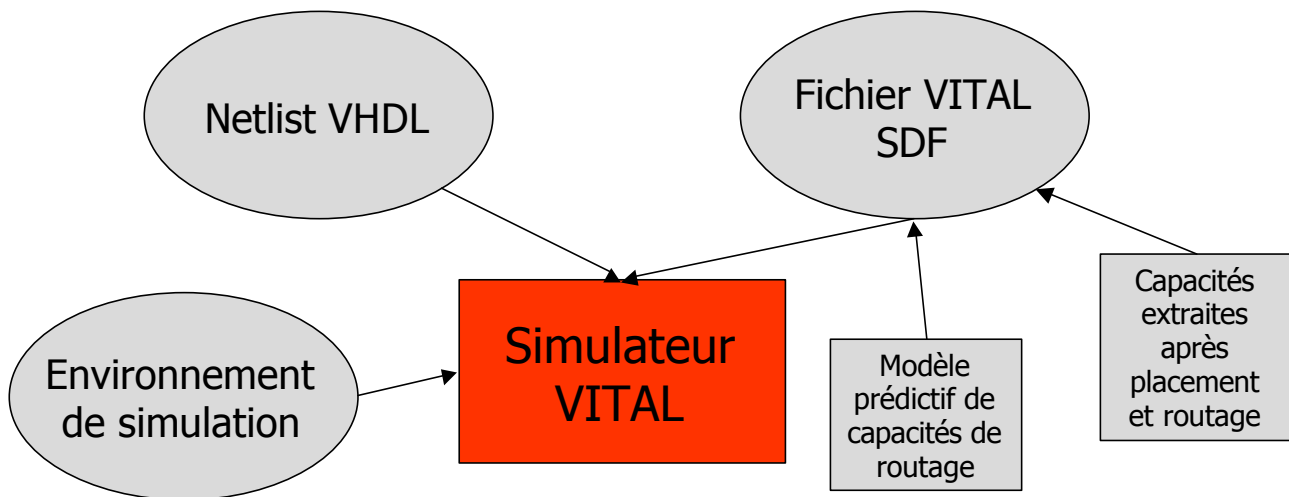 Netlist VHDL
Fichier VITAL
SDF
Environnement
de simulation
Simulateur
VITAL
Modèle
prédictif de
capacités de
routage
Capacités
extraites
après
placement
et routage